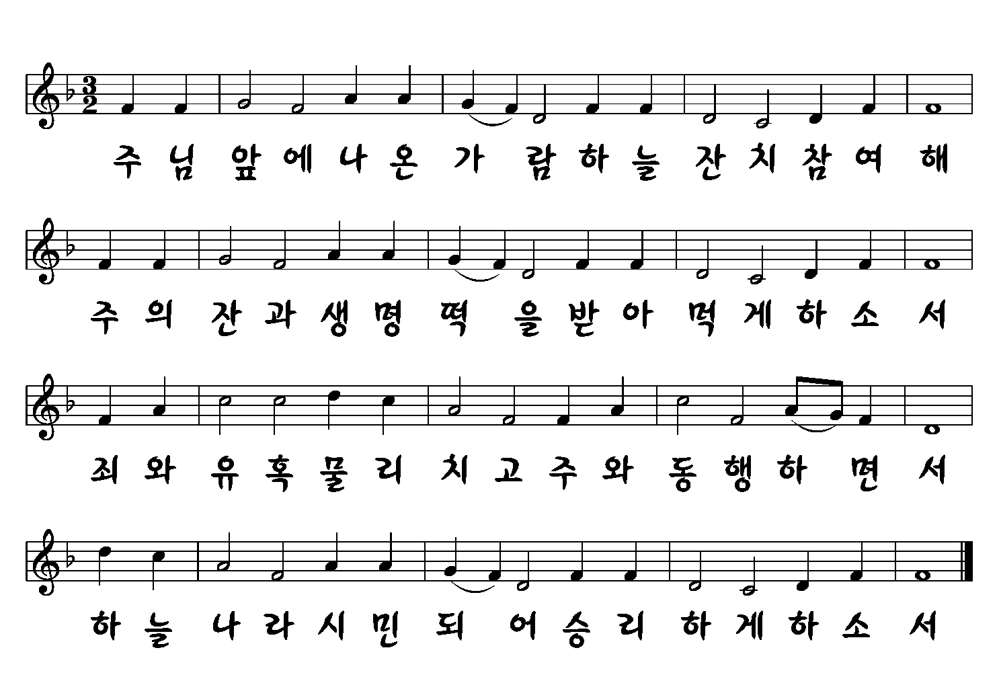 3
2
주 님 앞 에 나 온 가 람 하 늘 잔 치 참 여 해
주 의 잔 과 생 명 떡 을 받 아 먹 게 하 소 서
죄 와 유 혹 물 리 치 고 주 와 동 행 하 면 서
하 늘 나 라 시 민 되 어 승 리 하 게 하 소 서